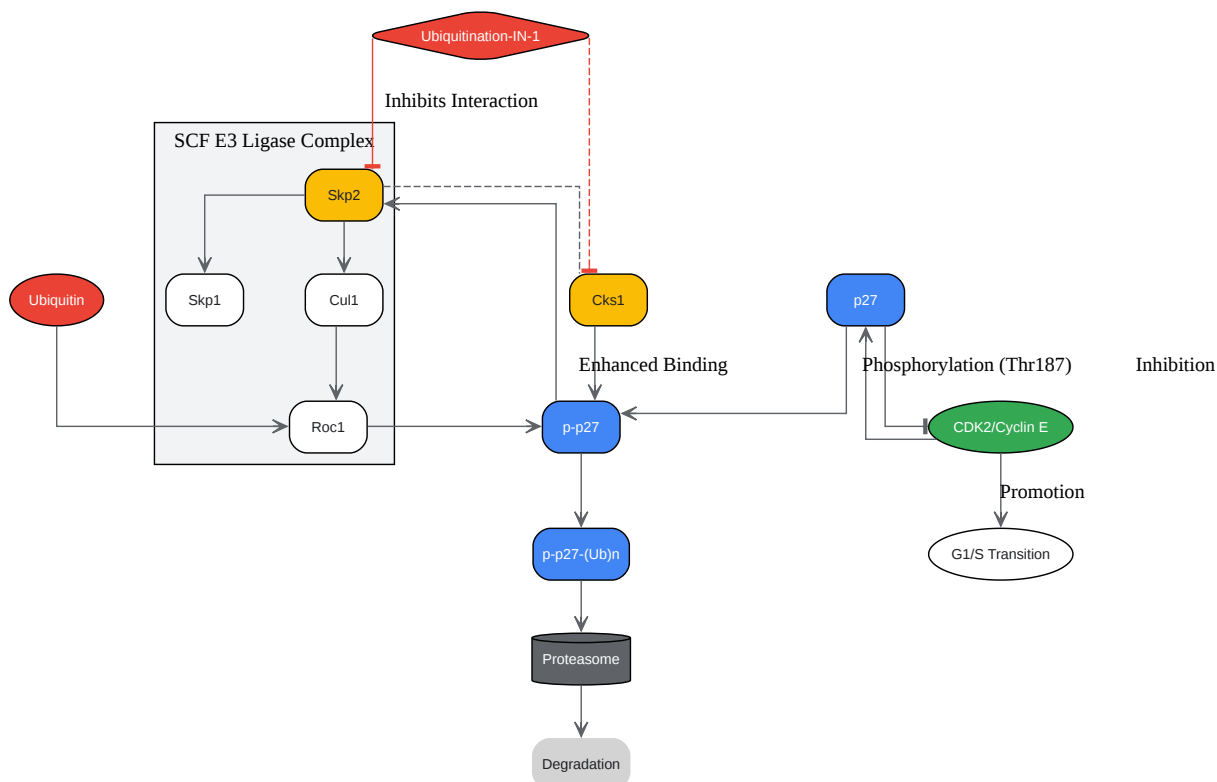 Ubiquitination-IN-1
Inhibits Interaction
SCF E3 Ligase Complex
Skp2
Ubiquitin
Skp1
Cul1
Cks1
p27
Enhanced Binding
Phosphorylation (Thr187)
Inhibition
Roc1
p-p27
CDK2/Cyclin E
Promotion
p-p27-(Ub)n
G1/S Transition
Proteasome
Degradation